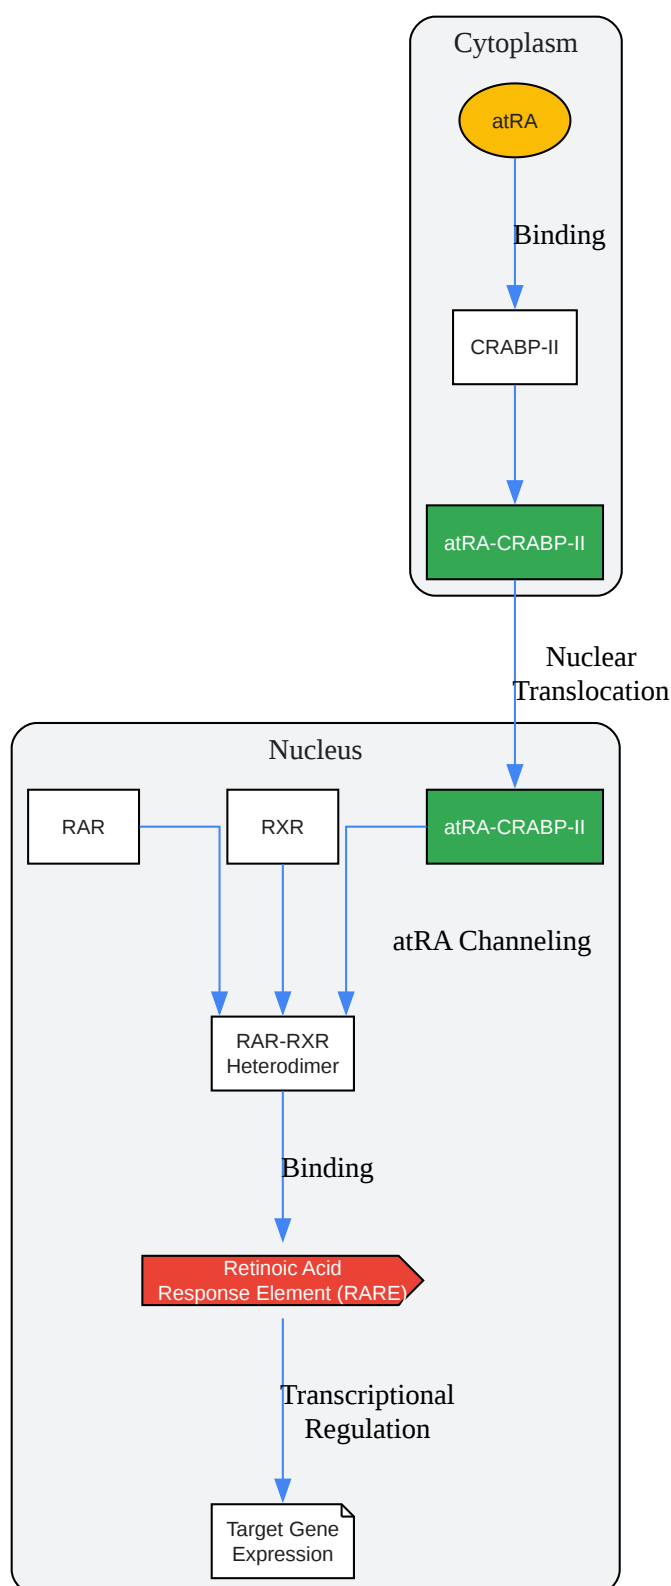 Cytoplasm
atRA
Binding
CRABP-II
atRA-CRABP-II
Nuclear
Translocation
Nucleus
RAR
RXR
atRA-CRABP-II
atRA Channeling
RAR-RXR
Heterodimer
Binding
Retinoic Acid
Response Element (RARE)
Transcriptional
Regulation
Target Gene
Expression